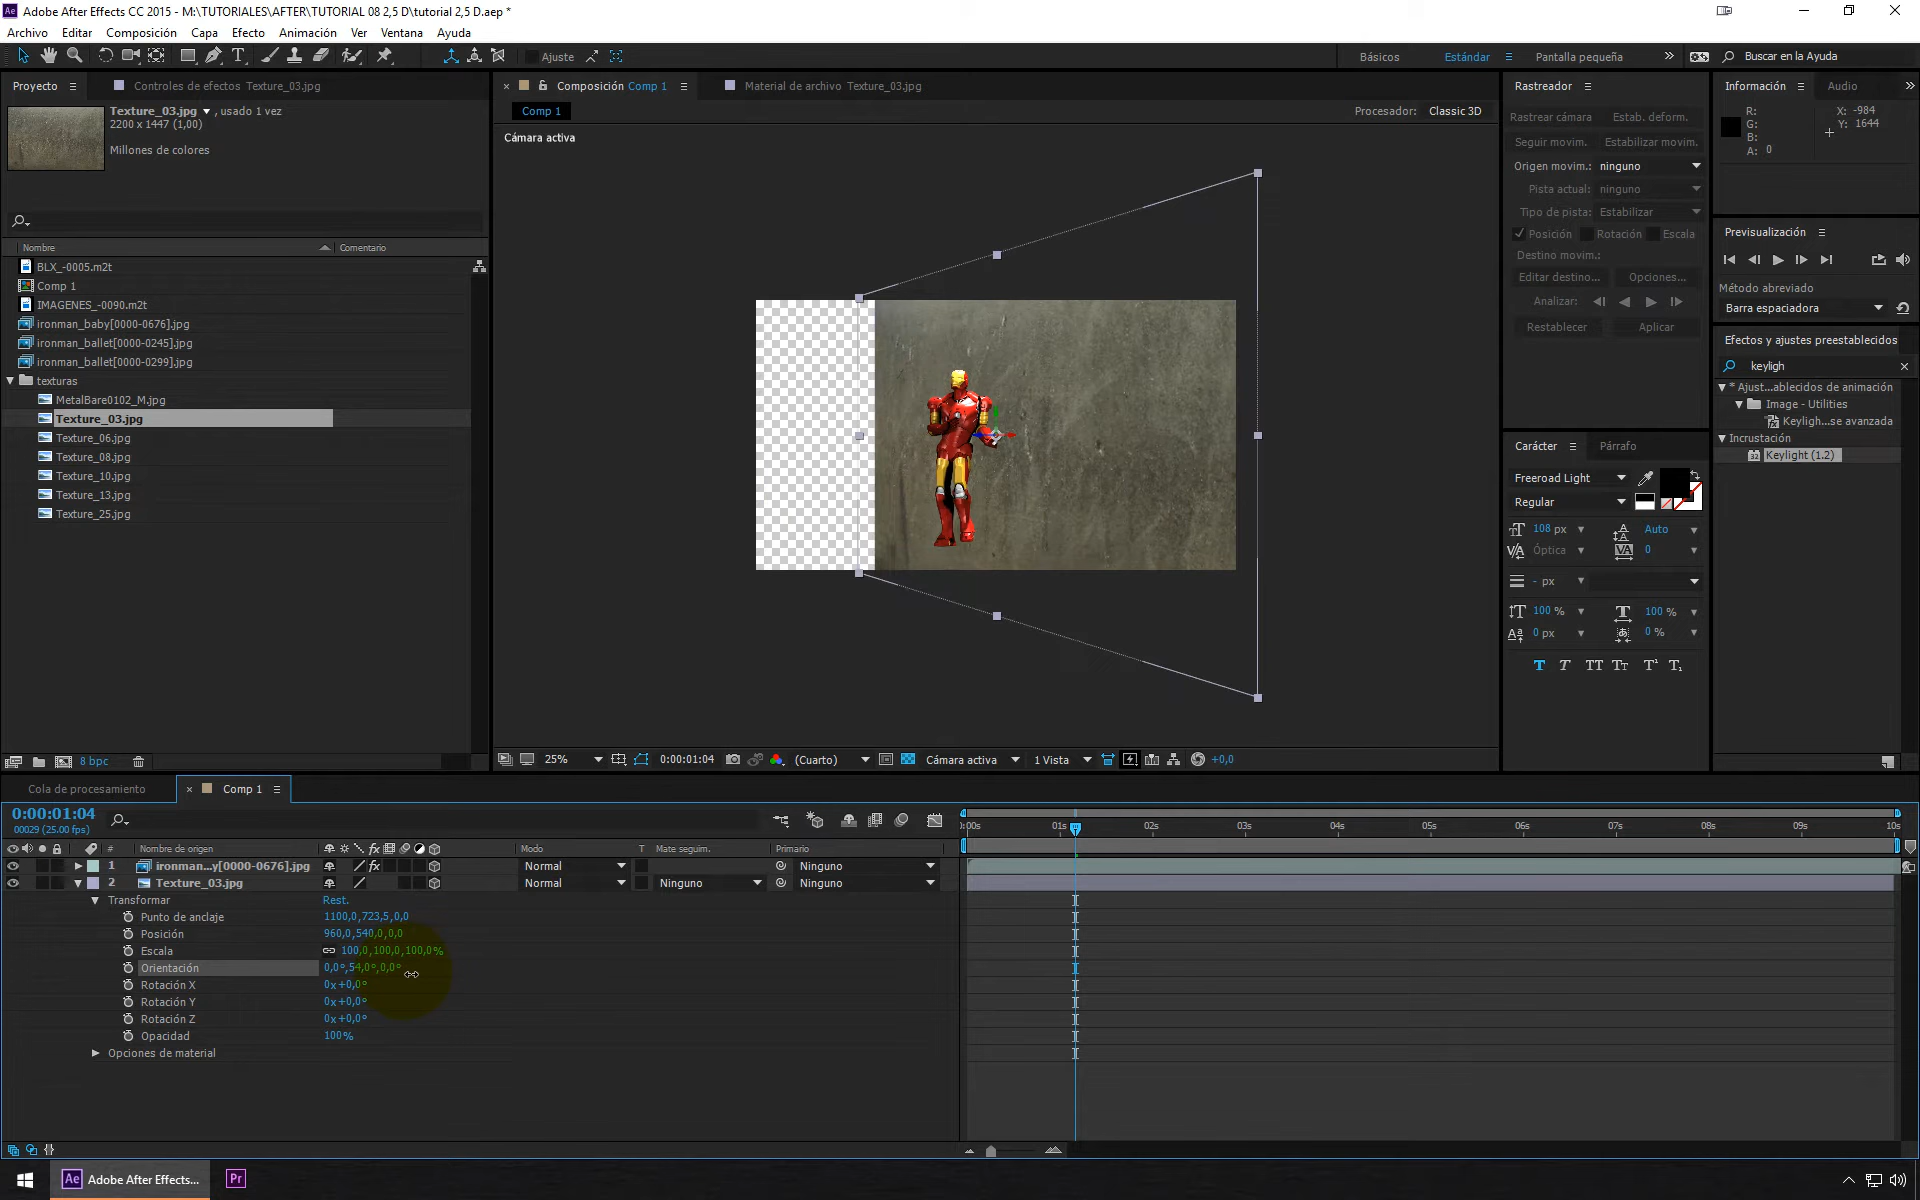 Adobe After Effects CC 2015 - M:\TUTORIALES\AFTER\TUTORIAL 08 2,5 D\tutorial 2,5 D.aep *
Archivo Editar Composición Capa Efecto Animación Ver Ventana Ayuda
Ajuste
Básicos Estándar Pantalla pequeña Buscar en la Ayuda
Proyecto Controles de efectos Texture_03.jpg
Texture_03.jpg , usado 1 vez
2200 x 1447 (1,00)
Millones de colores
Nombre Comentario
BLX_-0005.m2t
Comp 1
IMAGENES_-0090.m2t
ironman_baby[0000-0676].jpg
ironman_ballet[0000-0245].jpg
ironman_ballet[0000-0299].jpg
texturas
MetalBare0102_M.jpg
Texture_03.jpg
Texture_06.jpg
Texture_08.jpg
Texture_10.jpg
Texture_13.jpg
Texture_25.jpg
8 bpc
Composición Comp 1 Material de archivo Texture_03.jpg
Comp 1 Procesador: Classic 3D
Cámara activa
25% 0:00:01:04 (Cuarto) Cámara activa 1 Vista +0,0
Rastreador
Rastrear cámara Estab. deform.
Seguir movim. Estabilizar movim.
Origen movim.: ninguno
Pista actual: ninguno
Tipo de pista: Estabilizar
Posición Rotación Escala
Destino movim.:
Editar destino... Opciones...
Analizar:
Restablecer Aplicar
Carácter Párrafo
Freeroad Light
Regular
108 px Auto
Óptica 0
- px
100 % 100 %
0 px 0 %
T T TT Tt T¹ T₁
Información Audio
R: X: -984
G: Y: 1644
B:
A: 0
Previsualización
Método abreviado
Barra espaciadora
Efectos y ajustes preestablecidos
keyligh
* Ajust...ablecidos de animación
Image - Utilities
Keyligh...se avanzada
Incrustación
Keylight (1.2)
Cola de procesamiento Comp 1
0:00:01:04
00029 (25.00 fps)
# Nombre de origen Modo T Mate seguim. Primario
1 ironman...y[0000-0676].jpg Normal Ninguno
2 Texture_03.jpg Normal Ninguno Ninguno
Transformar Rest.
Punto de anclaje 1100,0,723,5,0,0
Posición 960,0,540,0,0,0
Escala 100,0,100,0,100,0%
Orientación 0,0°,54,0°,0,0°
Rotación X 0x+0,0°
Rotación Y 0x+0,0°
Rotación Z 0x+0,0°
Opacidad 100%
Opciones de material
:00s 01s 02s 03s 04s 05s 06s 07s 08s 09s 10s
Ae Adobe After Effects... Pr